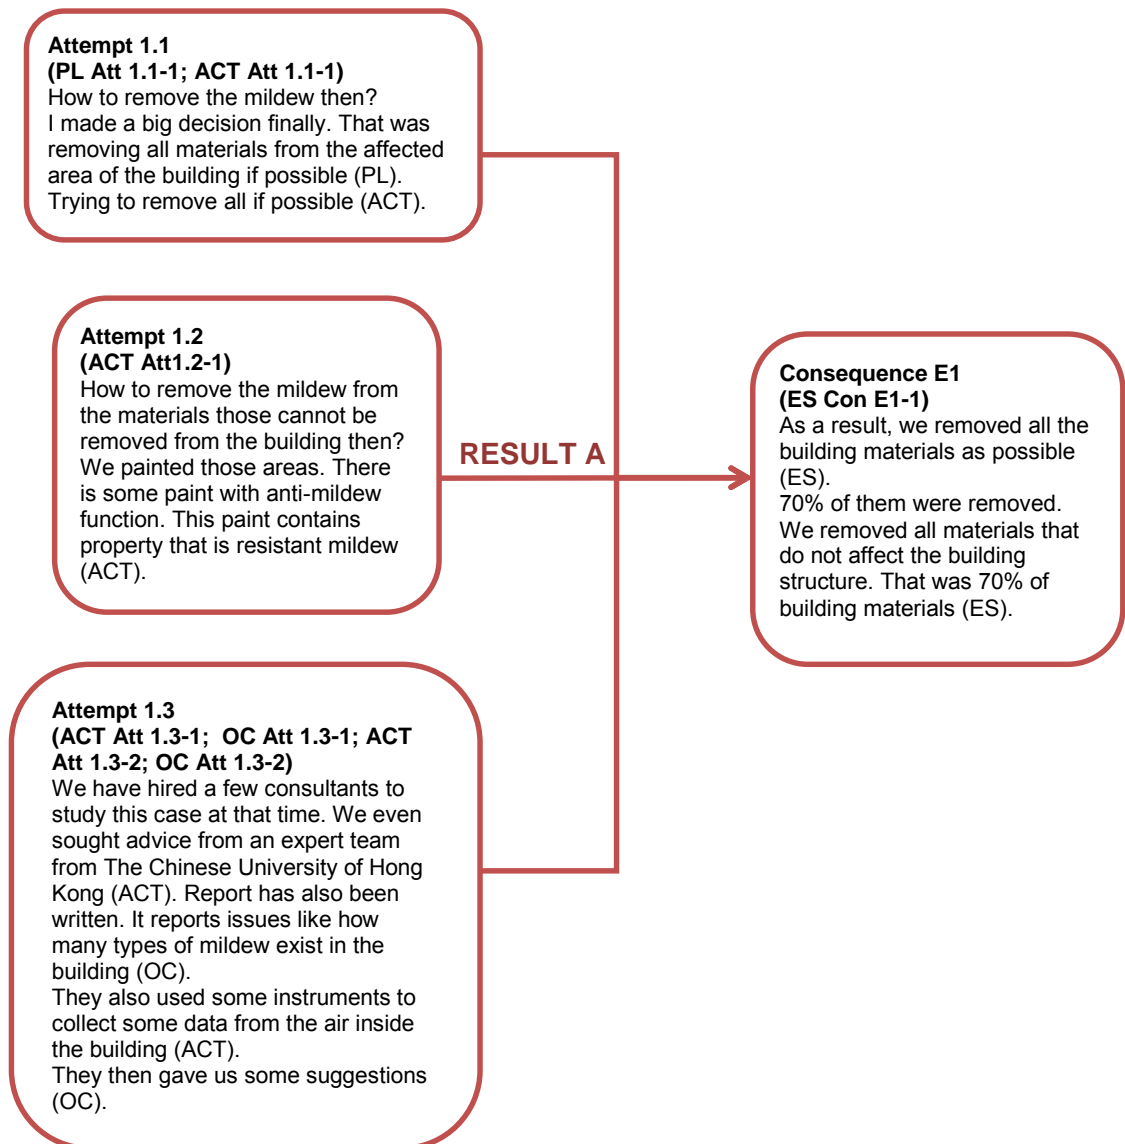 Attempt 1.1
(PL Att 1.1-1; ACT Att 1.1-1)
How to remove the mildew then?
I made a big decision finally. That was
removing all materials from the affected
area of the building if possible (PL).
Trying to remove all if possible (ACT).
Attempt 1.2
(ACT Att1.2-1)
How to remove the mildew from
the materials those cannot be
removed from the building then?
We painted those areas. There
is some paint with anti-mildew
function. This paint contains
property that is resistant mildew
(ACT).
RESULT A
Consequence E1
(ES Con E1-1)
As a result, we removed all the
building materials as possible
(ES).
70% of them were removed.
We removed all materials that
do not affect the building
structure. That was 70% of
building materials (ES).
Attempt 1.3
(ACT Att 1.3-1;  OC Att 1.3-1; ACT
Att 1.3-2; OC Att 1.3-2)
We have hired a few consultants to
study this case at that time. We even
sought advice from an expert team
from The Chinese University of Hong
Kong (ACT). Report has also been
written. It reports issues like how
many types of mildew exist in the
building (OC).
They also used some instruments to
collect some data from the air inside
the building (ACT).
They then gave us some suggestions
(OC).